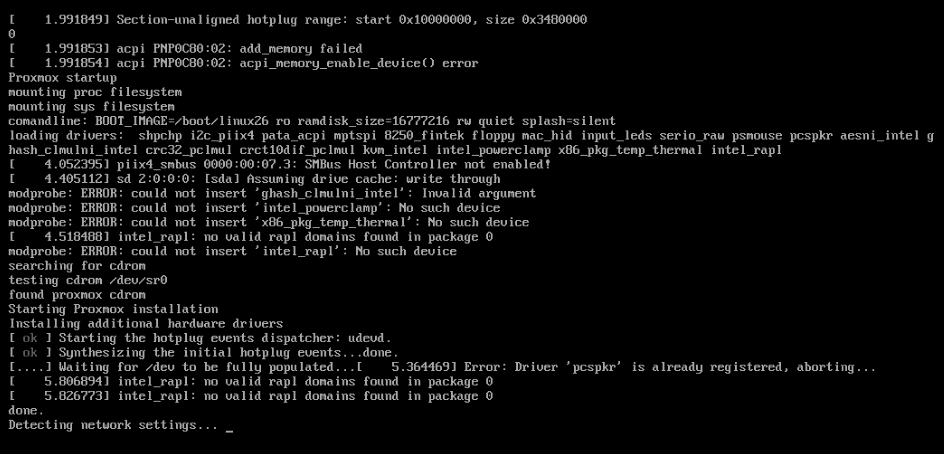 [    1.991849] Section-unaligned hotplug range: start 0x10000000, size 0x3480000
0
[    1.991853] acpi PNP0C80:02: add_memory failed
[    1.991854] acpi PNP0C80:02: acpi_memory_enable_device() error
Proxmox startup
mounting proc filesystem
mounting sys filesystem
comandline: BOOT_IMAGE=/boot/linux26 ro ramdisk_size=16777216 rw quiet splash=silent
loading drivers:  shpchp i2c_piix4 pata_acpi mptspi 8250_fintek floppy mac_hid input_leds serio_raw psmouse pcspkr aesni_intel g
hash_clmulni_intel crc32_pclmul crct10dif_pclmul kvm_intel intel_powerclamp x86_pkg_temp_thermal intel_rapl
[    4.052395] piix4_smbus 0000:00:07.3: SMBus Host Controller not enabled!
[    4.405112] sd 2:0:0:0: [sda] Assuming drive cache: write through
modprobe: ERROR: could not insert 'ghash_clmulni_intel': Invalid argument
modprobe: ERROR: could not insert 'intel_powerclamp': No such device
modprobe: ERROR: could not insert 'x86_pkg_temp_thermal': No such device
[    4.518488] intel_rapl: no valid rapl domains found in package 0
modprobe: ERROR: could not insert 'intel_rapl': No such device
searching for cdrom
testing cdrom /dev/sr0
found proxmox cdrom
Starting Proxmox installation
Installing additional hardware drivers
[ ok ] Starting the hotplug events dispatcher: udevd.
[ ok ] Synthesizing the initial hotplug events...done.
[....] Waiting for /dev to be fully populated...[    5.364469] Error: Driver 'pcspkr' is already registered, aborting...
[    5.806894] intel_rapl: no valid rapl domains found in package 0
[    5.826773] intel_rapl: no valid rapl domains found in package 0
done.
Detecting network settings... _